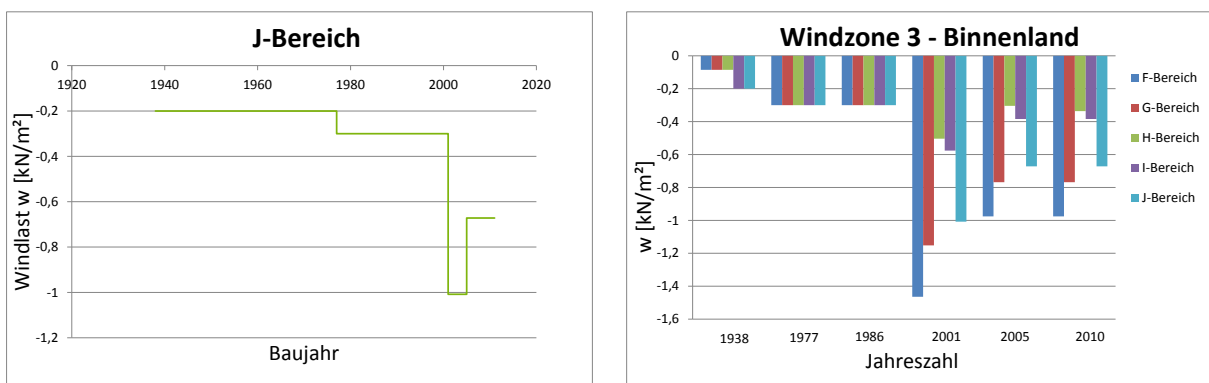 J-Bereich
0
1920 1940 1960 1980 2000 2020
-0,2
-0,4
-0,6
-0,8
-1
-1,2
Windlast w [kN/m²]
Baujahr
Windzone 3 - Binnenland
0
-0,2
-0,4
-0,6
-0,8
-1
-1,2
-1,4
-1,6
w [kN/m²]
1938 1977 1986 2001 2005 2010
Jahreszahl
F-Bereich
G-Bereich
H-Bereich
I-Bereich
J-Bereich